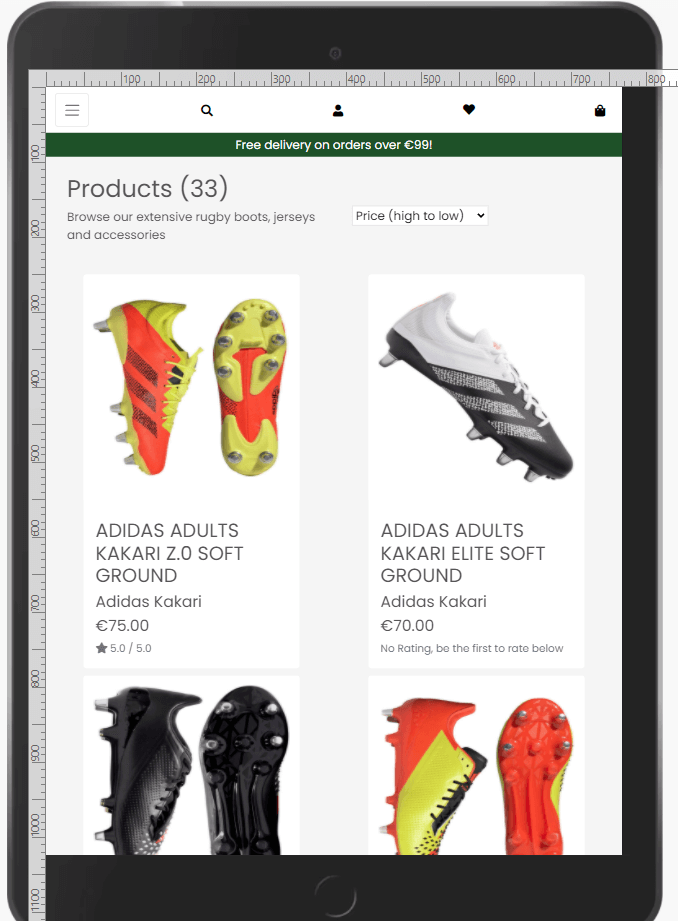 100 200 300 400 500 600 700 800
100
200
300
400
500
600
700
800
900
1000
1100
Free delivery on orders over €99!
Products (33)
Browse our extensive rugby boots, jerseys
and accessories
Price (high to low)
ADIDAS ADULTS
KAKARI Z.0 SOFT
GROUND
Adidas Kakari
€75.00
5.0 / 5.0
ADIDAS ADULTS
KAKARI ELITE SOFT
GROUND
Adidas Kakari
€70.00
No Rating, be the first to rate below